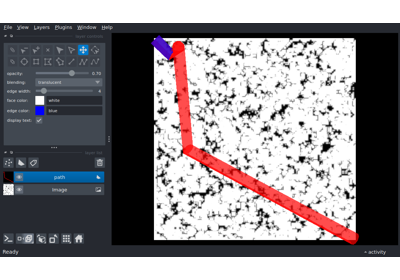 File View Layers Plugins Window Help
opacity: 0.70
blending: translucent
edge width:
face color: white
edge color: blue
display text:
path
Image
Ready
activity